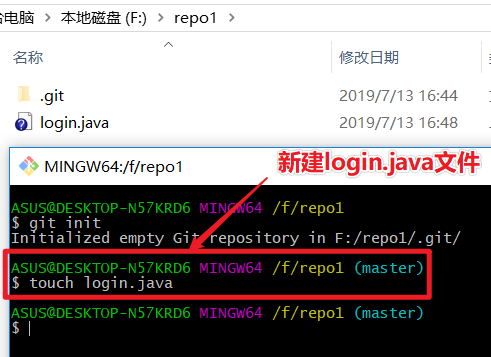 台电脑 > 本地磁盘 (F:) > repo1 >
名称 修改日期
.git 2019/7/13 16:44
login.java 2019/7/13 16:48
MINGW64:/f/repo1
新建login.java文件
ASUS@DESKTOP-N57KRD6 MINGW64 /f/repo1
$ git init
Initialized empty Git repository in F:/repo1/.git/
ASUS@DESKTOP-N57KRD6 MINGW64 /f/repo1 (master)
$ touch login.java
ASUS@DESKTOP-N57KRD6 MINGW64 /f/repo1 (master)
$